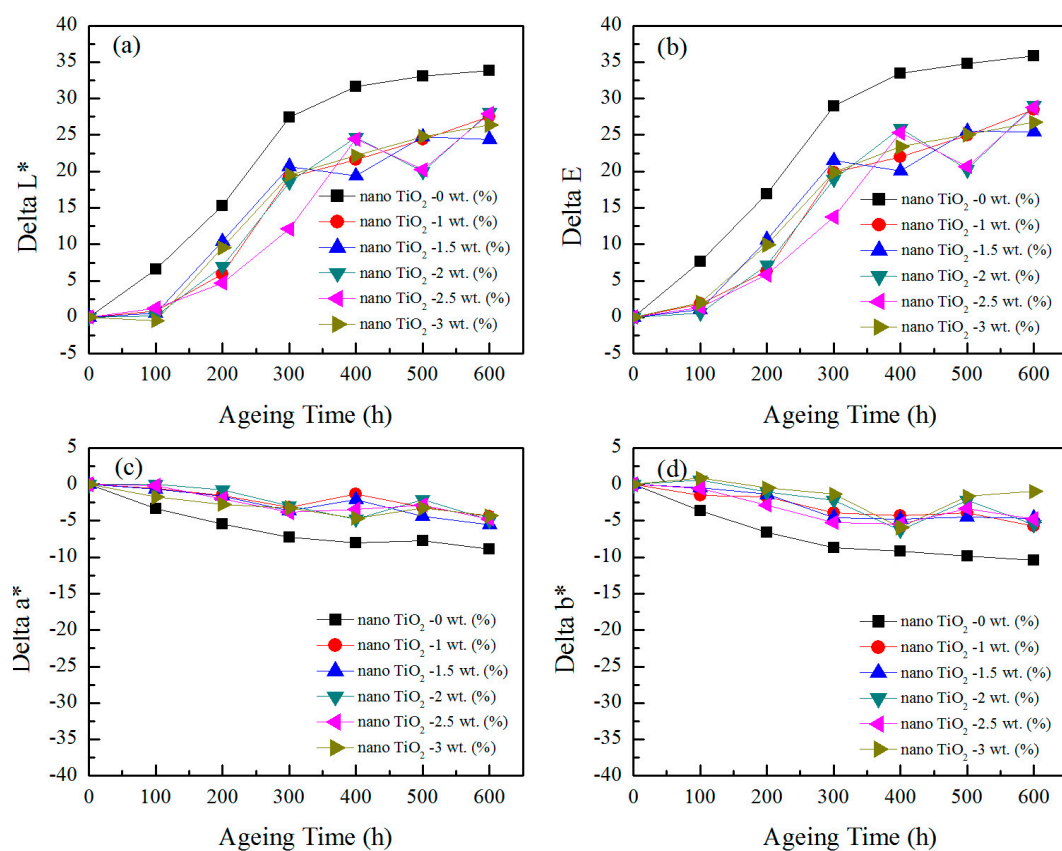 (a)
Delta L*
40
35
30
25
20
15
10
5
0
-5
nano TiO2 -0 wt. (%)
nano TiO2 -1 wt. (%)
nano TiO2 -1.5 wt. (%)
nano TiO2 -2 wt. (%)
nano TiO2 -2.5 wt. (%)
nano TiO2 -3 wt. (%)
0 100 200 300 400 500 600
Ageing Time (h)
(b)
Delta E
40
35
30
25
20
15
10
5
0
-5
nano TiO2 -0 wt. (%)
nano TiO2 -1 wt. (%)
nano TiO2 -1.5 wt. (%)
nano TiO2 -2 wt. (%)
nano TiO2 -2.5 wt. (%)
nano TiO2 -3 wt. (%)
0 100 200 300 400 500 600
Ageing Time (h)
(c)
Delta a*
5
0
-5
-10
-15
-20
-25
-30
-35
-40
nano TiO2 -0 wt. (%)
nano TiO2 -1 wt. (%)
nano TiO2 -1.5 wt. (%)
nano TiO2 -2 wt. (%)
nano TiO2 -2.5 wt. (%)
nano TiO2 -3 wt. (%)
0 100 200 300 400 500 600
Ageing Time (h)
(d)
Delta b*
5
0
-5
-10
-15
-20
-25
-30
-35
-40
nano TiO2 -0 wt. (%)
nano TiO2 -1 wt. (%)
nano TiO2 -1.5 wt. (%)
nano TiO2 -2 wt. (%)
nano TiO2 -2.5 wt. (%)
nano TiO2 -3 wt. (%)
0 100 200 300 400 500 600
Ageing Time (h)